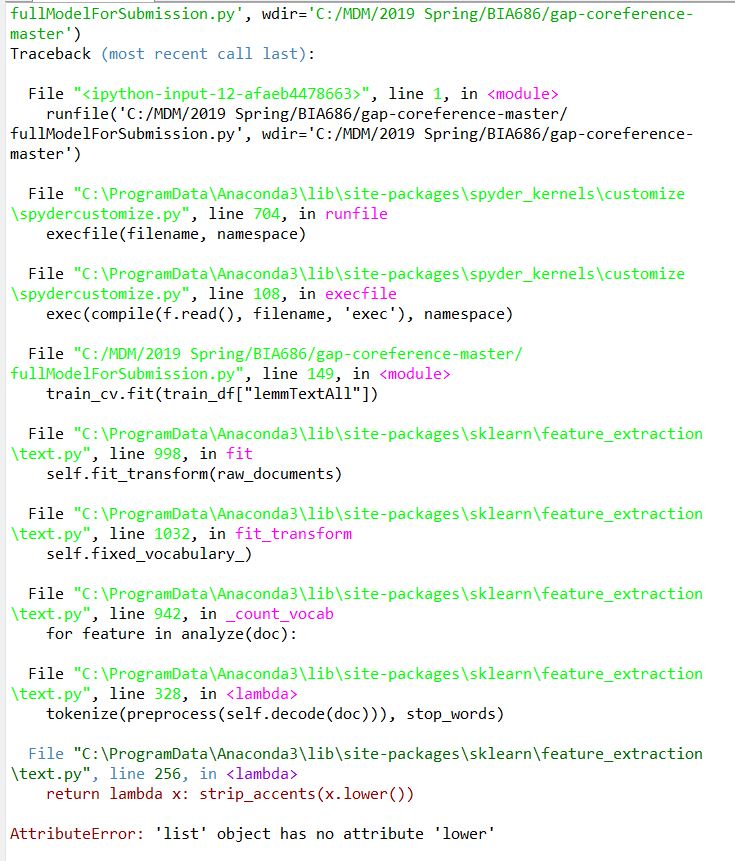 fullModelForSubmission.py', wdir='C:/MDM/2019 Spring/BIA686/gap-coreference-
master')
Traceback (most recent call last):
File "<ipython-input-12-afaeb4478663>", line 1, in <module>
runfile('C:/MDM/2019 Spring/BIA686/gap-coreference-master/
fullModelForSubmission.py', wdir='C:/MDM/2019 Spring/BIA686/gap-coreference-
master')
File "C:\ProgramData\Anaconda3\lib\site-packages\spyder_kernels\customize
\spydercustomize.py", line 704, in runfile
execfile(filename, namespace)
File "C:\ProgramData\Anaconda3\lib\site-packages\spyder_kernels\customize
\spydercustomize.py", line 108, in execfile
exec(compile(f.read(), filename, 'exec'), namespace)
File "C:/MDM/2019 Spring/BIA686/gap-coreference-master/
fullModelForSubmission.py", line 149, in <module>
train_cv.fit(train_df["lemmTextAll"])
File "C:\ProgramData\Anaconda3\lib\site-packages\sklearn\feature_extraction
\text.py", line 998, in fit
self.fit_transform(raw_documents)
File "C:\ProgramData\Anaconda3\lib\site-packages\sklearn\feature_extraction
\text.py", line 1032, in fit_transform
self.fixed_vocabulary_)
File "C:\ProgramData\Anaconda3\lib\site-packages\sklearn\feature_extraction
\text.py", line 942, in _count_vocab
for feature in analyze(doc):
File "C:\ProgramData\Anaconda3\lib\site-packages\sklearn\feature_extraction
\text.py", line 328, in <lambda>
tokenize(preprocess(self.decode(doc))), stop_words)
File "C:\ProgramData\Anaconda3\lib\site-packages\sklearn\feature_extraction
\text.py", line 256, in <lambda>
return lambda x: strip_accents(x.lower())
AttributeError: 'list' object has no attribute 'lower'